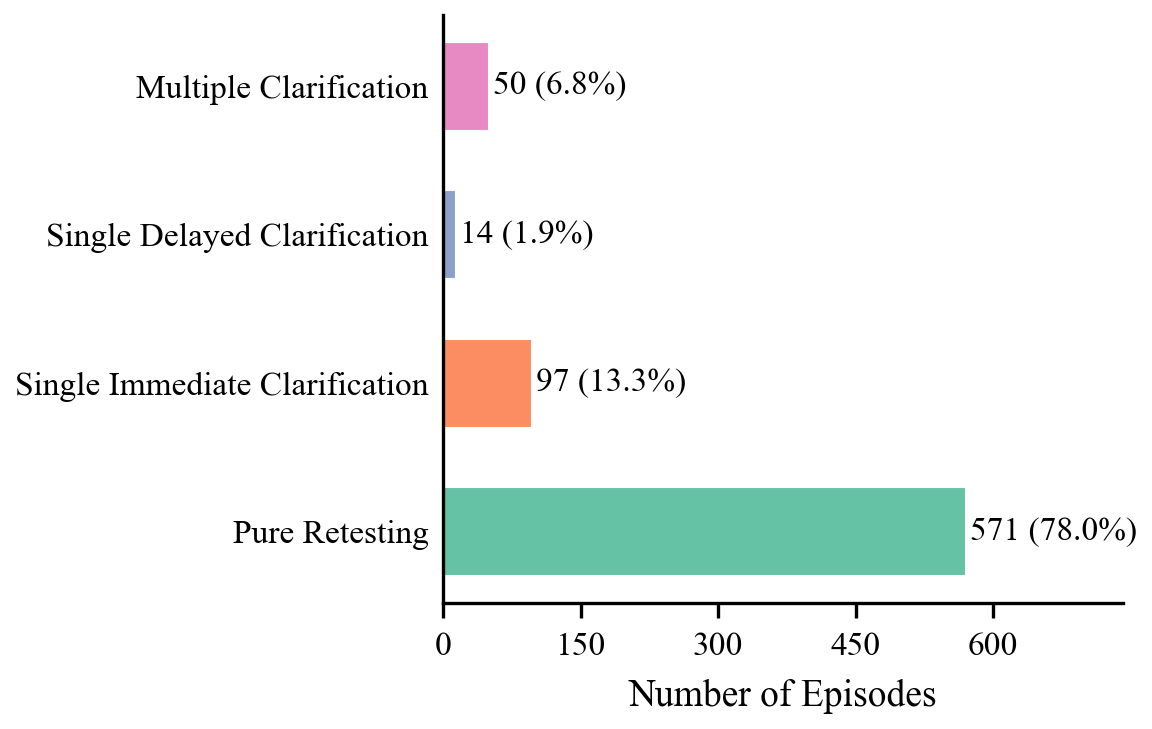 Multiple Clarification 50 (6.8%)
Single Delayed Clarification 14 (1.9%)
Single Immediate Clarification 97 (13.3%)
Pure Retesting 571 (78.0%)
0 150 300 450 600
Number of Episodes